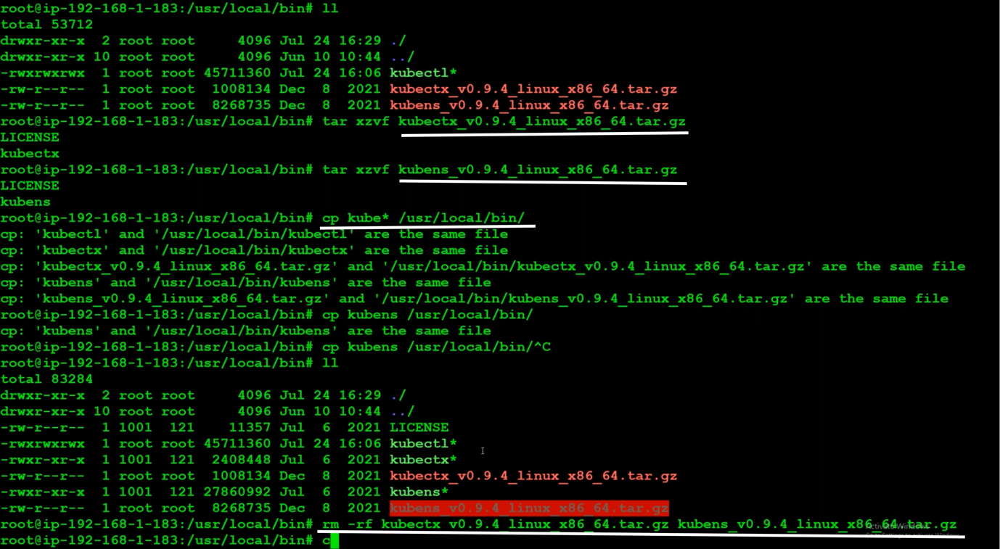 root@ip-192-168-1-183:/usr/local/bin# ll
total 53712
drwxr-xr-x  2 root root     4096 Jul 24 16:29 ./
drwxr-xr-x 10 root root     4096 Jun 10 10:44 ../
-rwxrwxrwx  1 root root 45711360 Jul 24 16:06 kubectl*
-rw-r--r--  1 root root  1008134 Dec  8  2021 kubectx_v0.9.4_linux_x86_64.tar.gz
-rw-r--r--  1 root root  8268735 Dec  8  2021 kubens_v0.9.4_linux_x86_64.tar.gz
root@ip-192-168-1-183:/usr/local/bin# tar xzvf kubectx_v0.9.4_linux_x86_64.tar.gz
LICENSE
kubectx
root@ip-192-168-1-183:/usr/local/bin# tar xzvf kubens_v0.9.4_linux_x86_64.tar.gz
LICENSE
kubens
root@ip-192-168-1-183:/usr/local/bin# cp kube* /usr/local/bin/
cp: 'kubectl' and '/usr/local/bin/kubectl' are the same file
cp: 'kubectx' and '/usr/local/bin/kubectx' are the same file
cp: 'kubectx_v0.9.4_linux_x86_64.tar.gz' and '/usr/local/bin/kubectx_v0.9.4_linux_x86_64.tar.gz' are the same file
cp: 'kubens' and '/usr/local/bin/kubens' are the same file
cp: 'kubens_v0.9.4_linux_x86_64.tar.gz' and '/usr/local/bin/kubens_v0.9.4_linux_x86_64.tar.gz' are the same file
root@ip-192-168-1-183:/usr/local/bin# cp kubens /usr/local/bin/
cp: 'kubens' and '/usr/local/bin/kubens' are the same file
root@ip-192-168-1-183:/usr/local/bin# cp kubens /usr/local/bin/^C
root@ip-192-168-1-183:/usr/local/bin# ll
total 83284
drwxr-xr-x  2 root root     4096 Jul 24 16:29 ./
drwxr-xr-x 10 root root     4096 Jun 10 10:44 ../
-rw-r--r--  1 1001  121    11357 Jul  6  2021 LICENSE
-rwxrwxrwx  1 root root 45711360 Jul 24 16:06 kubectl*
-rwxr-xr-x  1 1001  121  2408448 Jul  6  2021 kubectx*
-rw-r--r--  1 root root  1008134 Dec  8  2021 kubectx_v0.9.4_linux_x86_64.tar.gz
-rwxr-xr-x  1 1001  121 27860992 Jul  6  2021 kubens*
-rw-r--r--  1 root root  8268735 Dec  8  2021 kubens_v0.9.4_linux_x86_64.tar.gz
root@ip-192-168-1-183:/usr/local/bin# rm -rf kubectx_v0.9.4_linux_x86_64.tar.gz kubens_v0.9.4_linux_x86_64.tar.gz
Activate Windows
root@ip-192-168-1-183:/usr/local/bin# c